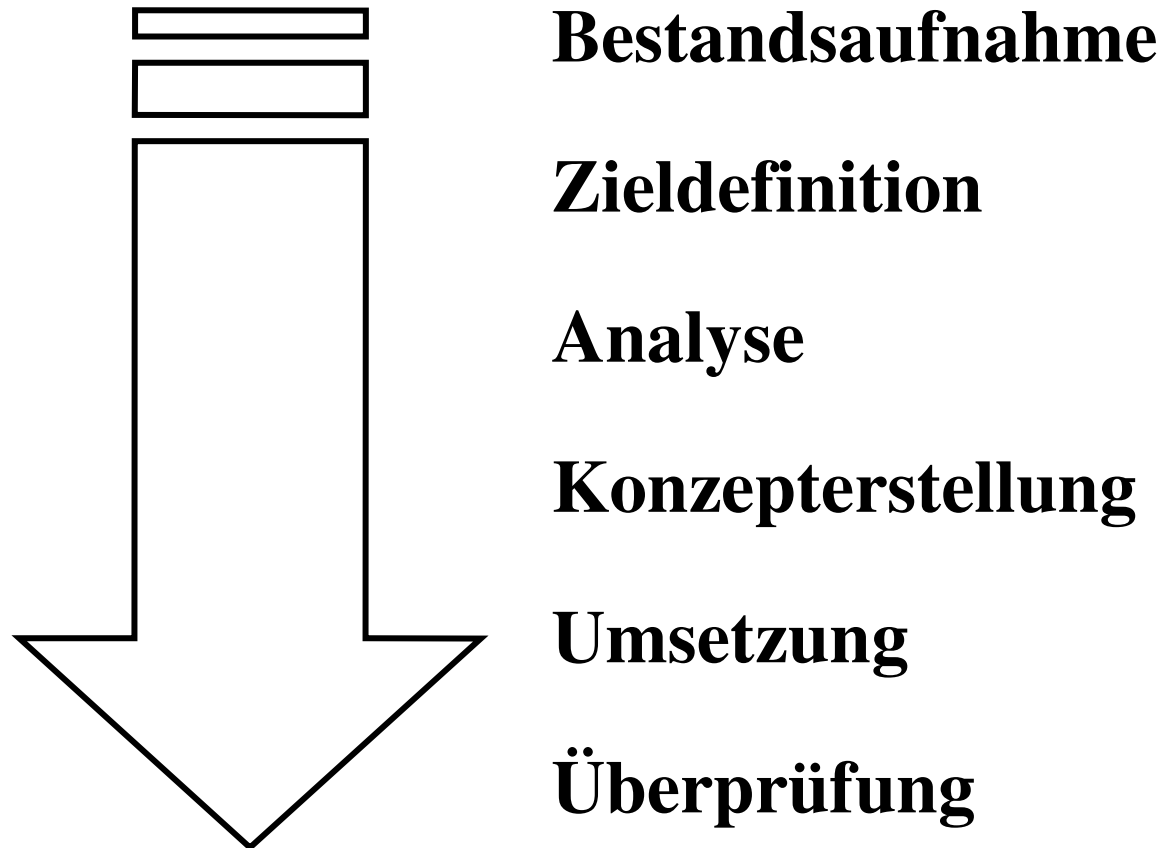 Bestandsaufnahme
Zieldefinition
Analyse
Konzepterstellung
Umsetzung
Überprüfung